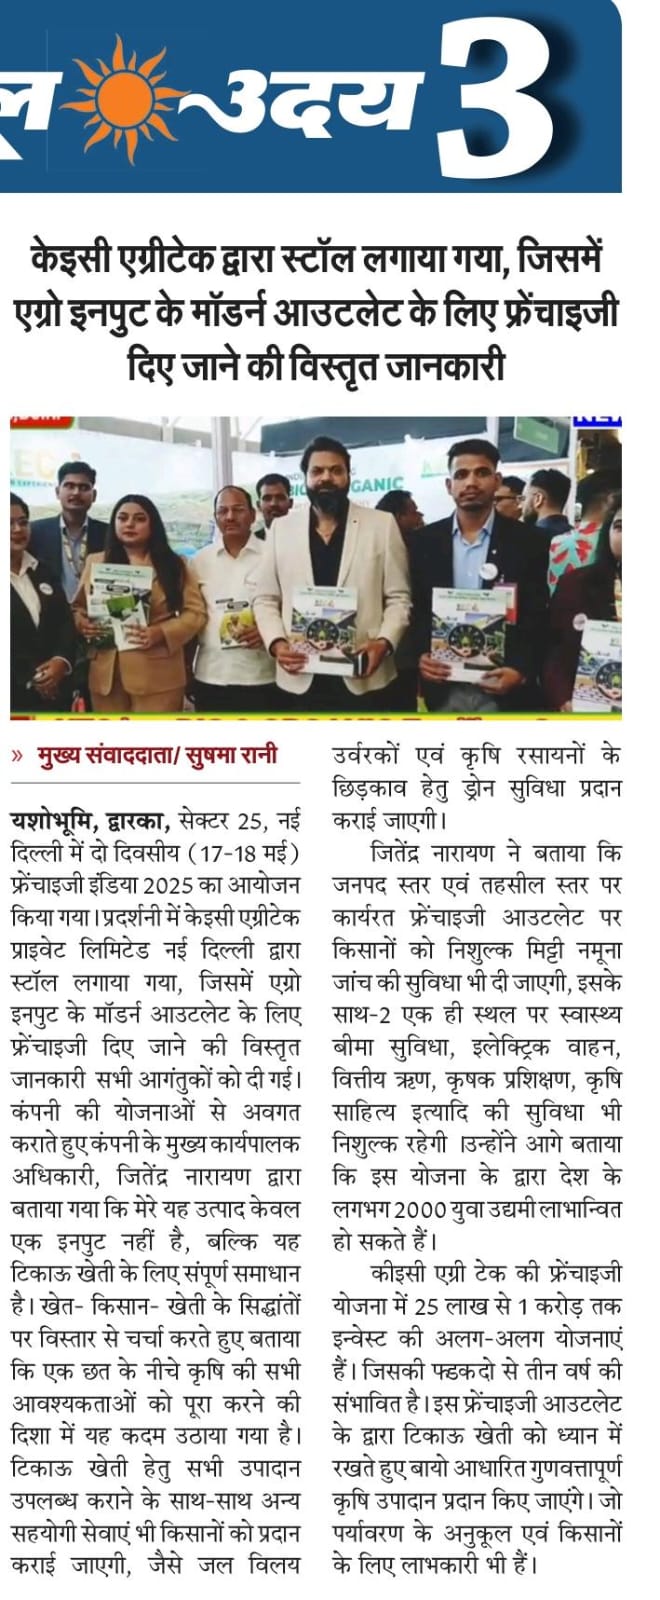 उदय 3
केइसी एग्रीटेक द्वारा स्टॉल लगाया गया, जिसमें
एग्रो इनपुट के मॉडर्न आउटलेट के लिए फ्रेंचाइजी
दिए जाने की विस्तृत जानकारी
GANIC
» मुख्य संवाददाता/ सुषमा रानी
यशोभूमि, द्वारका, सेक्टर 25, नई
दिल्ली में दो दिवसीय (17-18 मई)
फ्रेंचाइजी इंडिया 2025 का आयोजन
किया गया। प्रदर्शनी में केइसी एग्रीटेक
प्राइवेट लिमिटेड नई दिल्ली द्वारा
स्टॉल लगाया गया, जिसमें एग्रो
इनपुट के मॉडर्न आउटलेट के लिए
फ्रेंचाइजी दिए जाने की विस्तृत
जानकारी सभी आगंतुकों को दी गई।
कंपनी की योजनाओं से अवगत
कराते हुए कंपनी के मुख्य कार्यपालक
अधिकारी, जितेंद्र नारायण द्वारा
बताया गया कि मेरे यह उत्पाद केवल
एक इनपुट नहीं है, बल्कि यह
टिकाऊ खेती के लिए संपूर्ण समाधान
है। खेत- किसान- खेती के सिद्धांतों
पर विस्तार से चर्चा करते हुए बताया
कि एक छत के नीचे कृषि की सभी
आवश्यकताओं को पूरा करने की
दिशा में यह कदम उठाया गया है।
टिकाऊ खेती हेतु सभी उपादान
उपलब्ध कराने के साथ-साथ अन्य
सहयोगी सेवाएं भी किसानों को प्रदान
कराई जाएगी, जैसे जल विलय
उर्वरकों एवं कृषि रसायनों के
छिड़काव हेतु ड्रोन सुविधा प्रदान
कराई जाएगी।
जितेंद्र नारायण ने बताया कि
जनपद स्तर एवं तहसील स्तर पर
कार्यरत फ्रेंचाइजी आउटलेट पर
किसानों को निशुल्क मिट्टी नमूना
जांच की सुविधा भी दी जाएगी, इसके
साथ-2 एक ही स्थल पर स्वास्थ्य
बीमा सुविधा, इलेक्ट्रिक वाहन,
वित्तीय ऋण, कृषक प्रशिक्षण, कृषि
साहित्य इत्यादि की सुविधा भी
निशुल्क रहेगी ।उन्होंने आगे बताया
कि इस योजना के द्वारा देश के
लगभग 2000 युवा उद्यमी लाभान्वित
हो सकते हैं।
कीइसी एग्री टेक की फ्रेंचाइजी
योजना में 25 लाख से 1 करोड़ तक
इन्वेस्ट की अलग-अलग योजनाएं
हैं। जिसकी फ्डकदो से तीन वर्ष की
संभावित है। इस फ्रेंचाइजी आउटलेट
के द्वारा टिकाऊ खेती को ध्यान में
रखते हुए बायो आधारित गुणवत्तापूर्ण
कृषि उपादान प्रदान किए जाएंगे। जो
पर्यावरण के अनुकूल एवं किसानों
के लिए लाभकारी भी हैं।